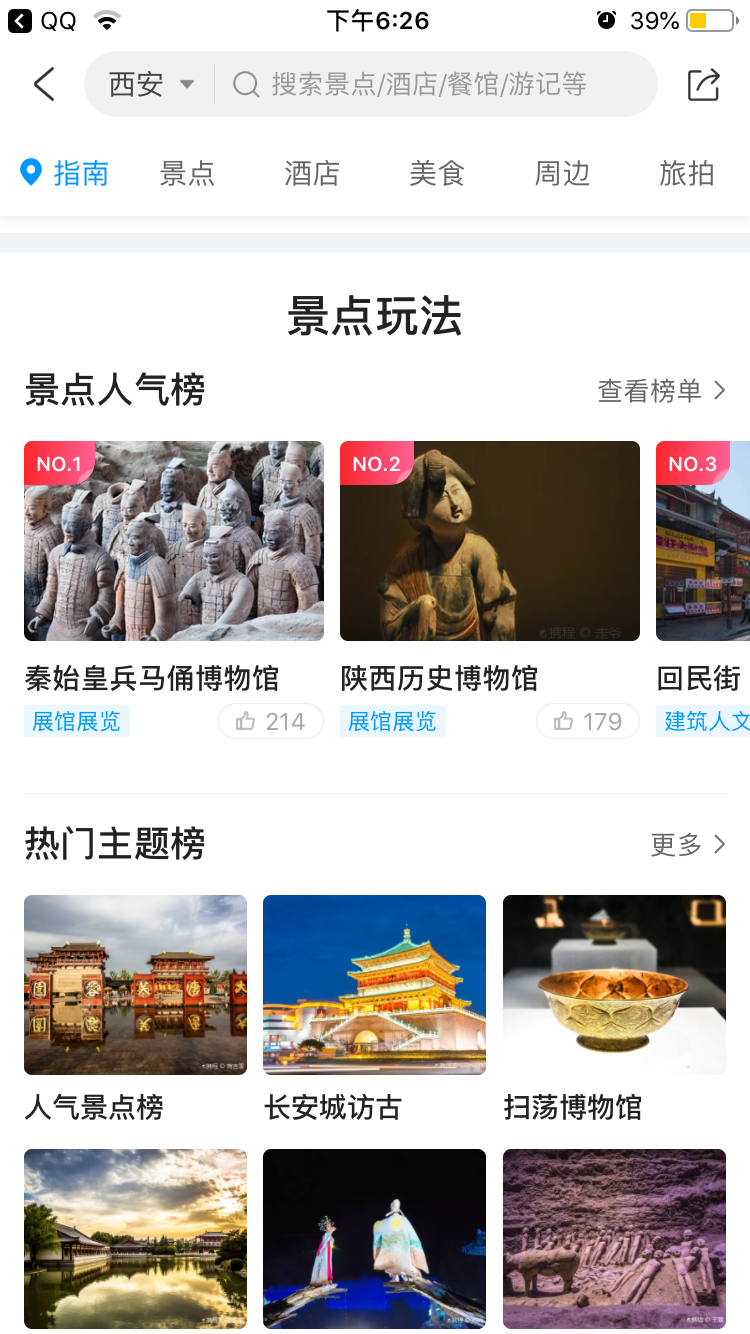 QQ 下午6:26 39%
西安 搜索景点/酒店/餐馆/游记等
指南 景点 酒店 美食 周边 旅拍
景点玩法
景点人气榜 查看榜单
NO.1 NO.2 NO.3
秦始皇兵马俑博物馆 陕西历史博物馆 回民街
展馆展览 214 展馆展览 179 建筑人文
热门主题榜 更多
人气景点榜 长安城访古 扫荡博物馆